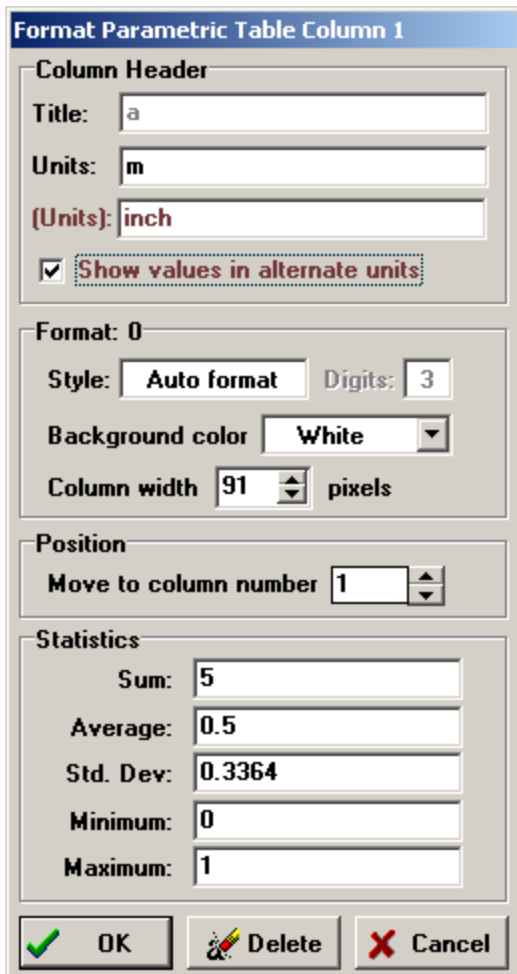 Format Parametric Table Column 1
Column Header
Title: a
Units: m
(Units): inch
Show values in alternate units
Format: 0
Style: Auto format Digits: 3
Background color White
Column width 91 pixels
Position
Move to column number 1
Statistics
Sum: 5
Average: 0.5
Std. Dev: 0.3364
Minimum: 0
Maximum: 1
OK Delete Cancel